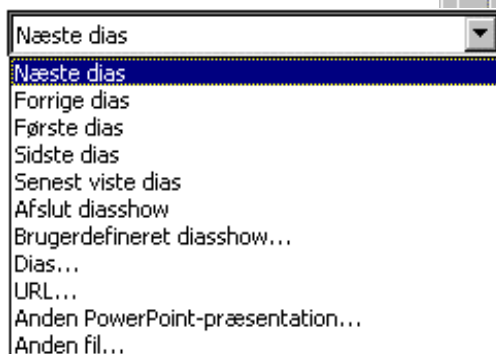 Næste dias
Næste dias
Forrige dias
Første dias
Sidste dias
Senest viste dias
Afslut diasshow
Brugerdefineret diasshow...
Dias...
URL...
Anden PowerPoint-præsentation...
Anden fil...